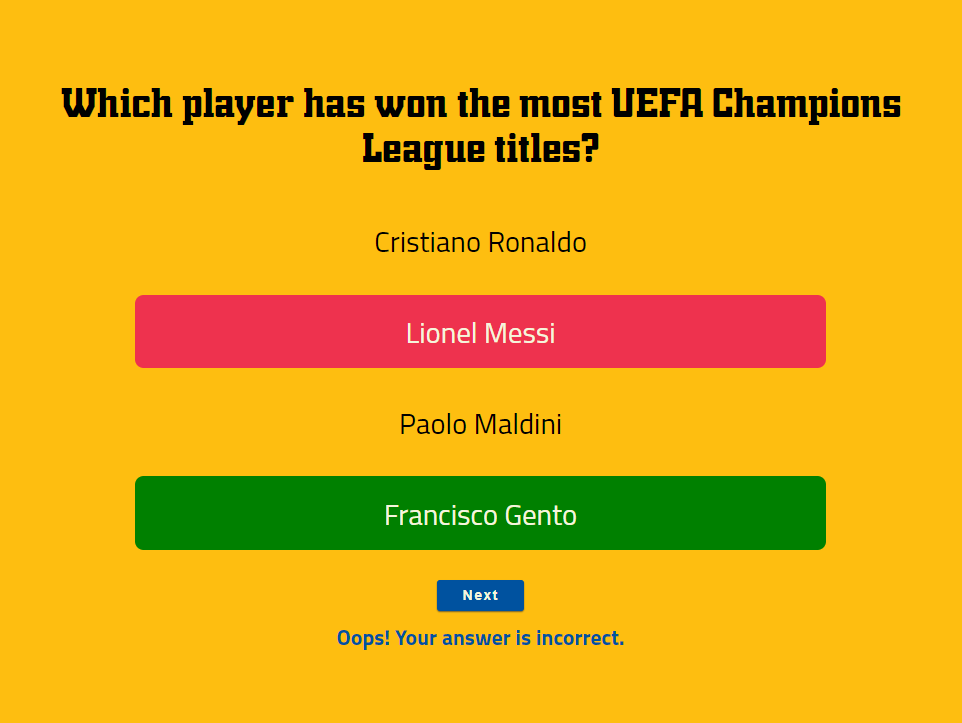 Which player has won the most UEFA Champions
League titles?
Cristiano Ronaldo
Lionel Messi
Paolo Maldini
Francisco Gento
Next
Oops! Your answer is incorrect.